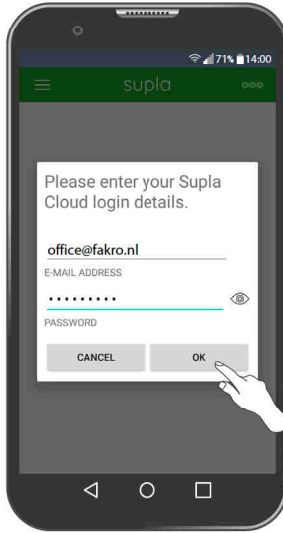 71% 14:00
supla
Please enter your Supla
Cloud login details.
office@fakro.nl
E-MAIL ADDRESS
•••••••••
PASSWORD
CANCEL OK